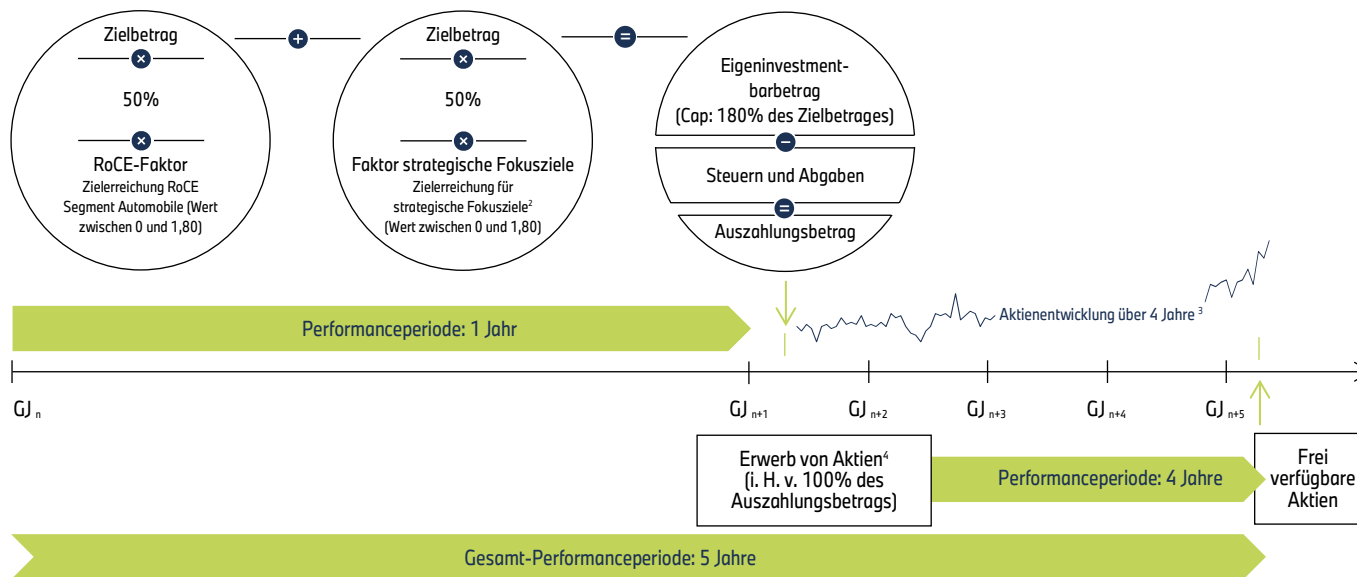 Zielbetrag
×
50%
×
RoCE-Faktor
Zielerreichung RoCE
Segment Automobile (Wert
zwischen 0 und 1,80)
+
Zielbetrag
×
50%
×
Faktor strategische Fokusziele
Zielerreichung für
strategische Fokusziele²
(Wert zwischen 0 und 1,80)
=
Eigeninvestment-
barbetrag
(Cap: 180% des Zielbetrages)
−
Steuern und Abgaben
=
Auszahlungsbetrag
Performanceperiode: 1 Jahr
Aktienentwicklung über 4 Jahre ³
GJ n
GJ n+1
GJ n+2
GJ n+3
GJ n+4
GJ n+5
Erwerb von Aktien⁴
(i. H. v. 100% des
Auszahlungsbetrags)
Performanceperiode: 4 Jahre
Frei
verfügbare
Aktien
Gesamt-Performanceperiode: 5 Jahre